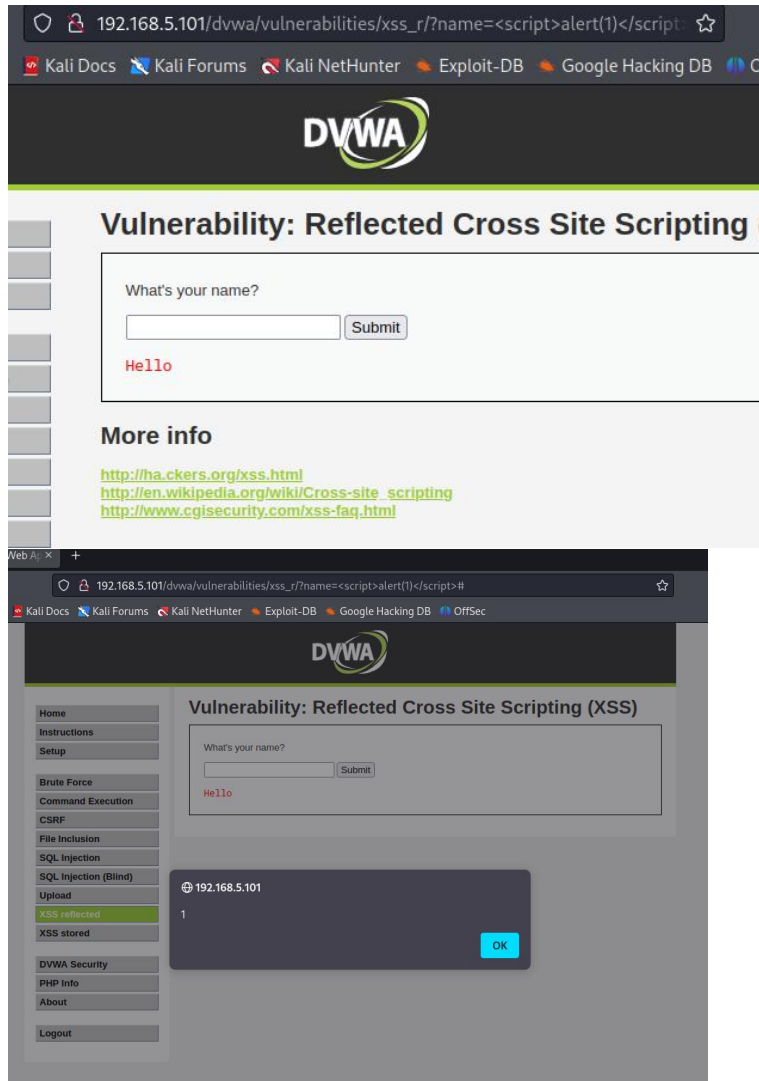 192.168.5.101/dvwa/vulnerabilities/xss_r/?name=<script>alert(1)</script>
Kali Docs Kali Forums Kali NetHunter Exploit-DB Google Hacking DB
DVWA
Vulnerability: Reflected Cross Site Scripting
What's your name?
Submit
Hello
More info
http://ha.ckers.org/xss.html
http://en.wikipedia.org/wiki/Cross-site_scripting
http://www.cgisecurity.com/xss-faq.html
Web Ap × +
192.168.5.101/dvwa/vulnerabilities/xss_r/?name=<script>alert(1)</script>#
Kali Docs Kali Forums Kali NetHunter Exploit-DB Google Hacking DB OffSec
DVWA
Home
Instructions
Setup
Brute Force
Command Execution
CSRF
File Inclusion
SQL Injection
SQL Injection (Blind)
Upload
XSS reflected
XSS stored
DVWA Security
PHP Info
About
Logout
Vulnerability: Reflected Cross Site Scripting (XSS)
What's your name?
Submit
Hello
192.168.5.101
1
OK